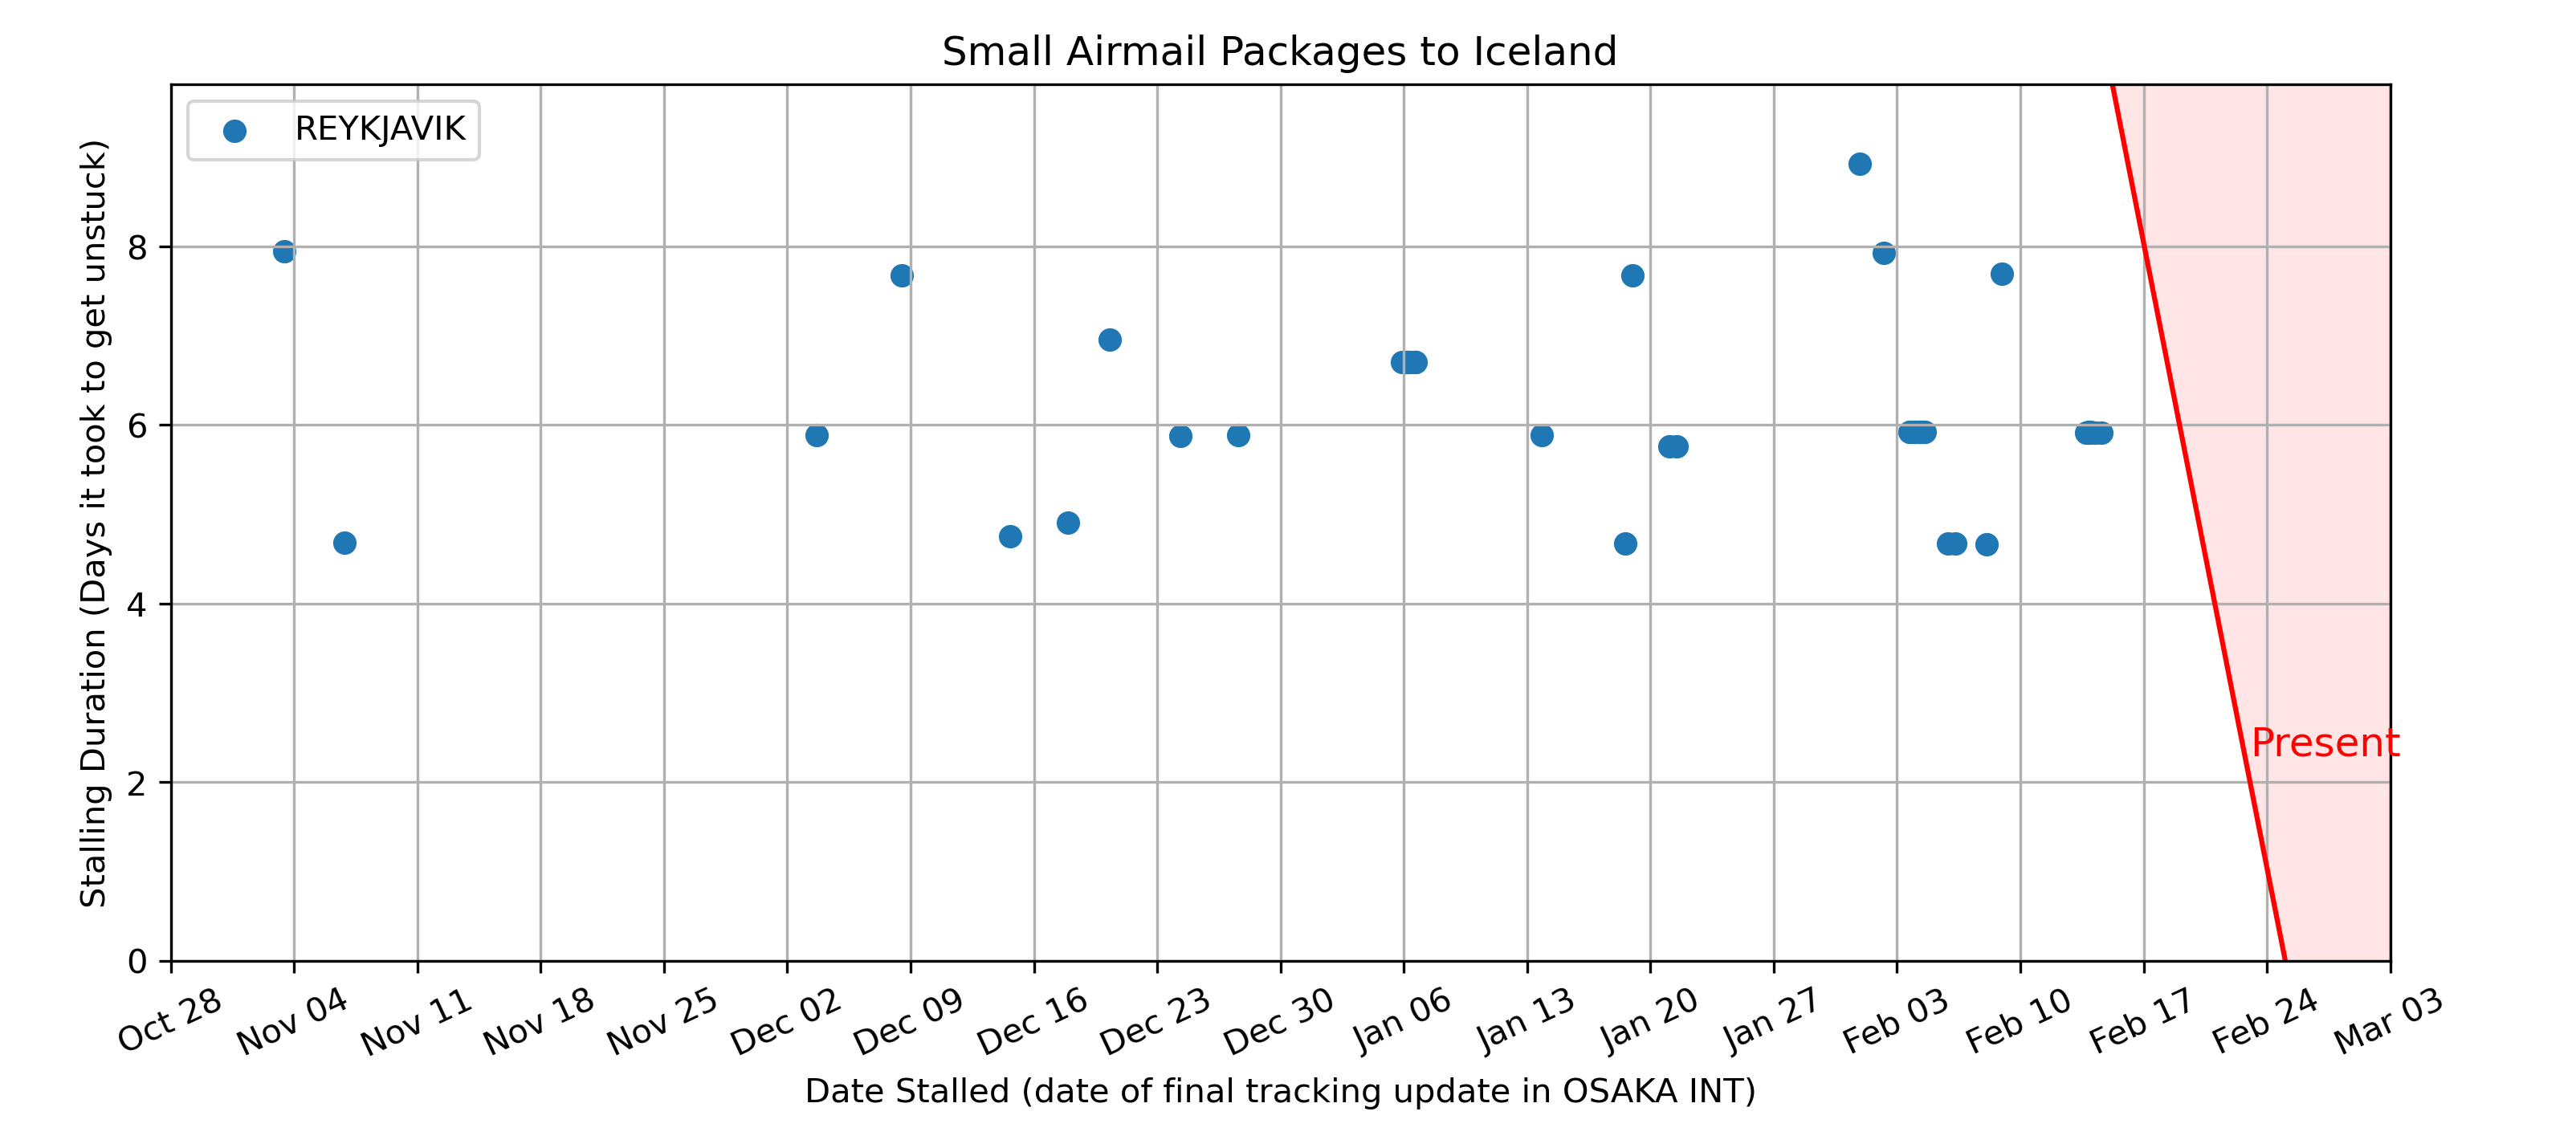 Small Airmail Packages to Iceland
REYKJAVIK
Stalling Duration (Days it took to get unstuck)
8
6
4
2
0
Present
Oct 28
Nov 04
Nov 11
Nov 18
Nov 25
Dec 02
Dec 09
Dec 16
Dec 23
Dec 30
Jan 06
Jan 13
Jan 20
Jan 27
Feb 03
Feb 10
Feb 17
Feb 24
Mar 03
Date Stalled (date of final tracking update in OSAKA INT)